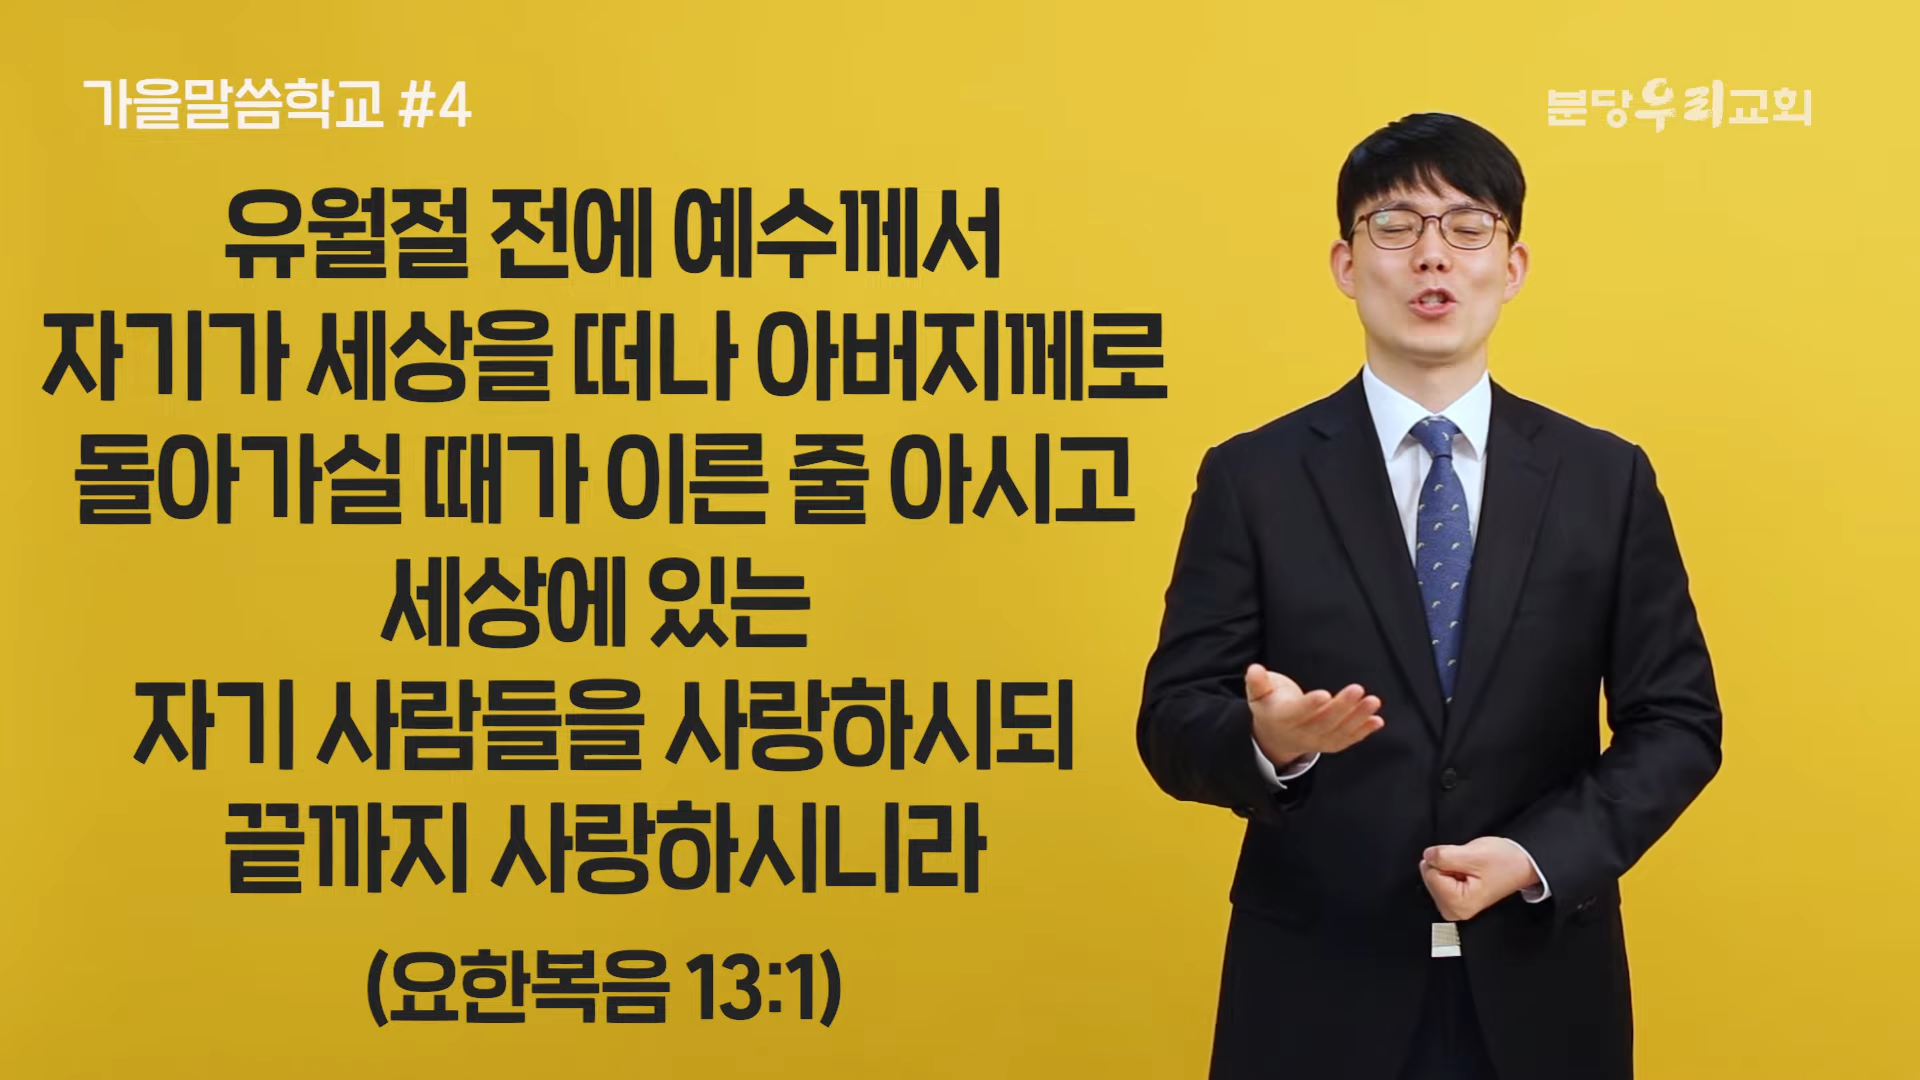 가을말씀학교 #4
분당우리교회
유월절 전에 예수께서
자기가 세상을 떠나 아버지께로
돌아가실 때가 이른 줄 아시고
세상에 있는
자기 사람들을 사랑하시되
끝까지 사랑하시니라
(요한복음 13:1)